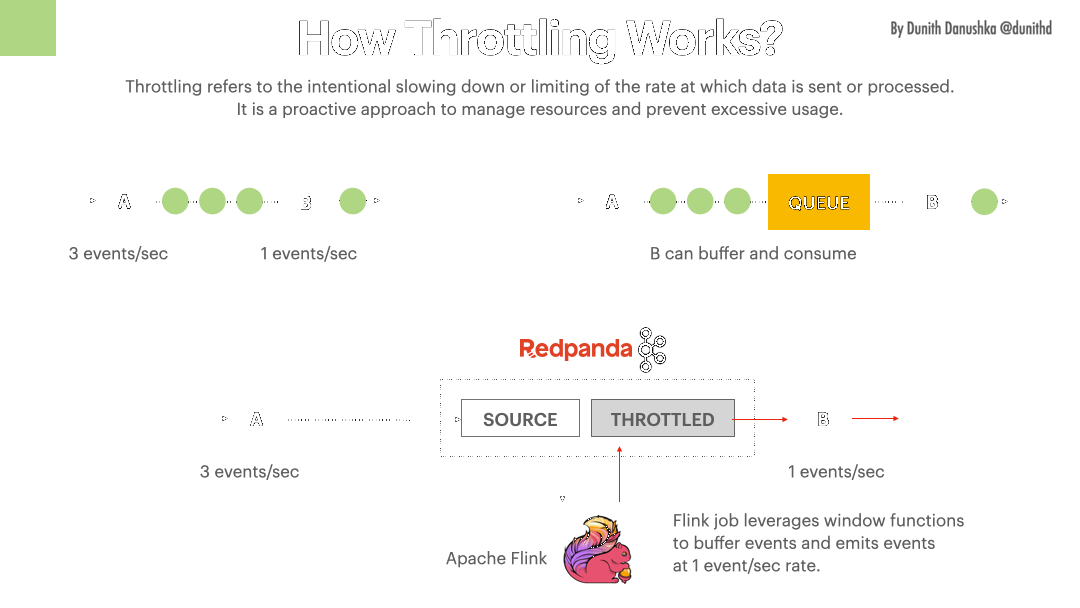 How Throttling Works?
By Dunith Danushka @dunithd
Throttling refers to the intentional slowing down or limiting of the rate at which data is sent or processed.
It is a proactive approach to manage resources and prevent excessive usage.
A
B
3 events/sec
1 events/sec
A
QUEUE
B
B can buffer and consume
Redpanda
A
SOURCE
THROTTLED
B
3 events/sec
1 events/sec
Apache Flink
Flink job leverages window functions
to buffer events and emits events
at 1 event/sec rate.